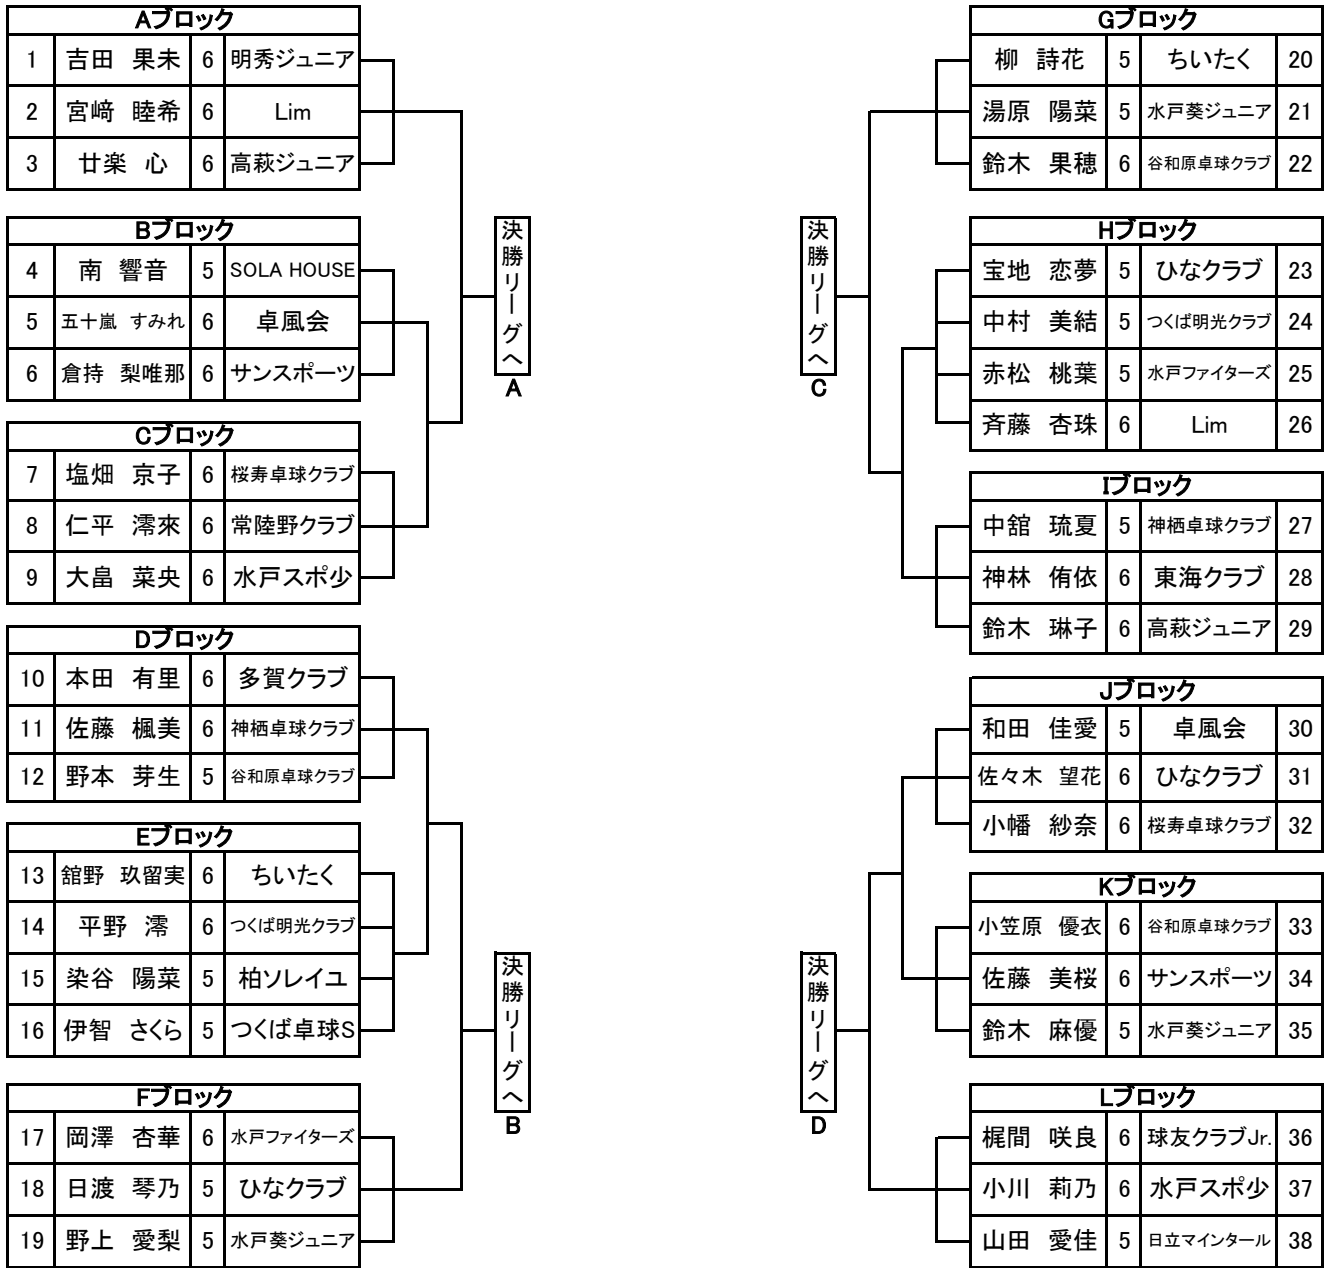 Aブロック
1 吉田 果未 6 明秀ジュニア
2 宮﨑 睦希 6 Lim
3 廿楽 心 6 高萩ジュニア
Bブロック
4 南 響音 5 SOLA HOUSE
5 五十嵐 すみれ 6 卓風会
6 倉持 梨唯那 6 サンスポーツ
Cブロック
7 塩畑 京子 6 桜寿卓球クラブ
8 仁平 澪來 6 常陸野クラブ
9 大畠 菜央 6 水戸スポ少
決勝リーグへ
A
Dブロック
10 本田 有里 6 多賀クラブ
11 佐藤 楓美 6 神栖卓球クラブ
12 野本 芽生 5 谷和原卓球クラブ
Eブロック
13 舘野 玖留実 6 ちいたく
14 平野 澪 6 つくば明光クラブ
15 染谷 陽菜 5 柏ソレイユ
16 伊智 さくら 5 つくば卓球S
Fブロック
17 岡澤 杏華 6 水戸ファイターズ
18 日渡 琴乃 5 ひなクラブ
19 野上 愛梨 5 水戸葵ジュニア
決勝リーグへ
B
Gブロック
柳 詩花 5 ちいたく 20
湯原 陽菜 5 水戸葵ジュニア 21
鈴木 果穂 6 谷和原卓球クラブ 22
Hブロック
宝地 恋夢 5 ひなクラブ 23
中村 美結 5 つくば明光クラブ 24
赤松 桃葉 5 水戸ファイターズ 25
斉藤 杏珠 6 Lim 26
Iブロック
中舘 琉夏 5 神栖卓球クラブ 27
神林 侑依 6 東海クラブ 28
鈴木 琳子 6 高萩ジュニア 29
決勝リーグへ
C
Jブロック
和田 佳愛 5 卓風会 30
佐々木 望花 6 ひなクラブ 31
小幡 紗奈 6 桜寿卓球クラブ 32
Kブロック
小笠原 優衣 6 谷和原卓球クラブ 33
佐藤 美桜 6 サンスポーツ 34
鈴木 麻優 5 水戸葵ジュニア 35
Lブロック
梶間 咲良 6 球友クラブJr. 36
小川 莉乃 6 水戸スポ少 37
山田 愛佳 5 日立マインタール 38
決勝リーグへ
D